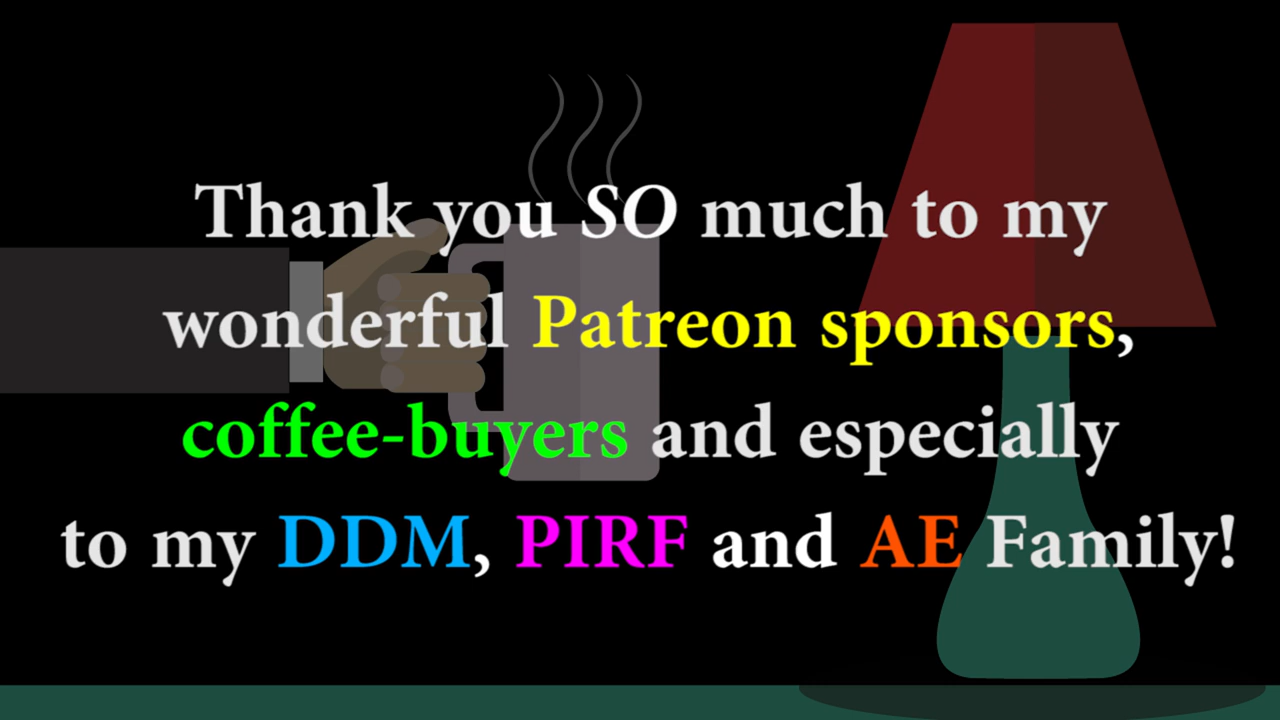 Thank you SO much to my
wonderful Patreon sponsors,
coffee-buyers and especially
to my DDM, PIRF and AE Family!